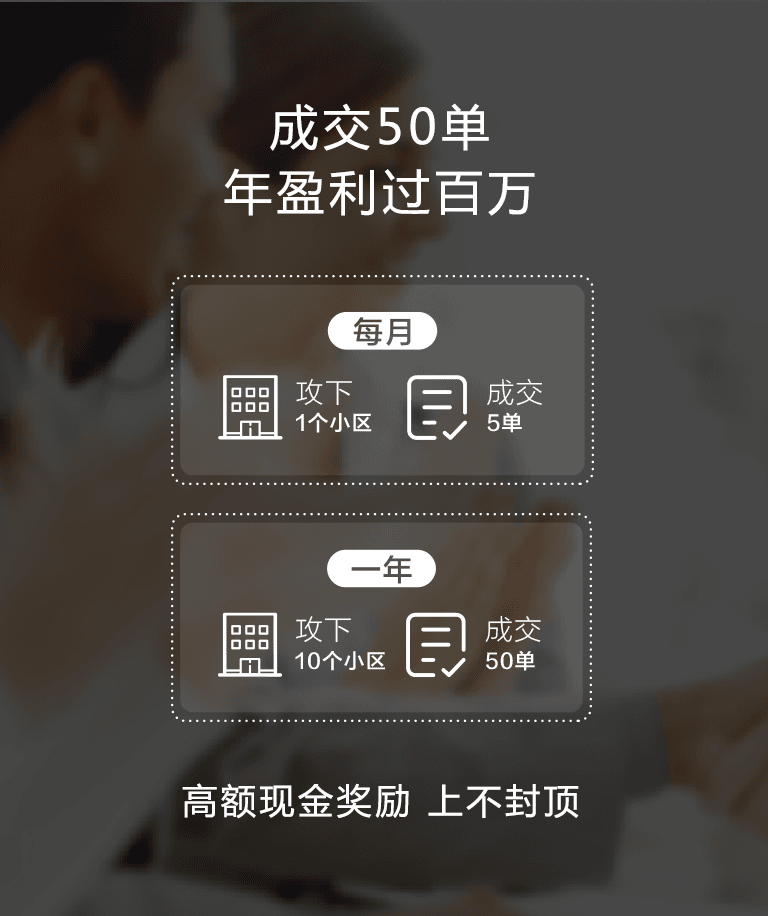 成交50单
年盈利过百万
每月
攻下
1个小区
成交
5单
一年
攻下
10个小区
成交
50单
高额现金奖励 上不封顶